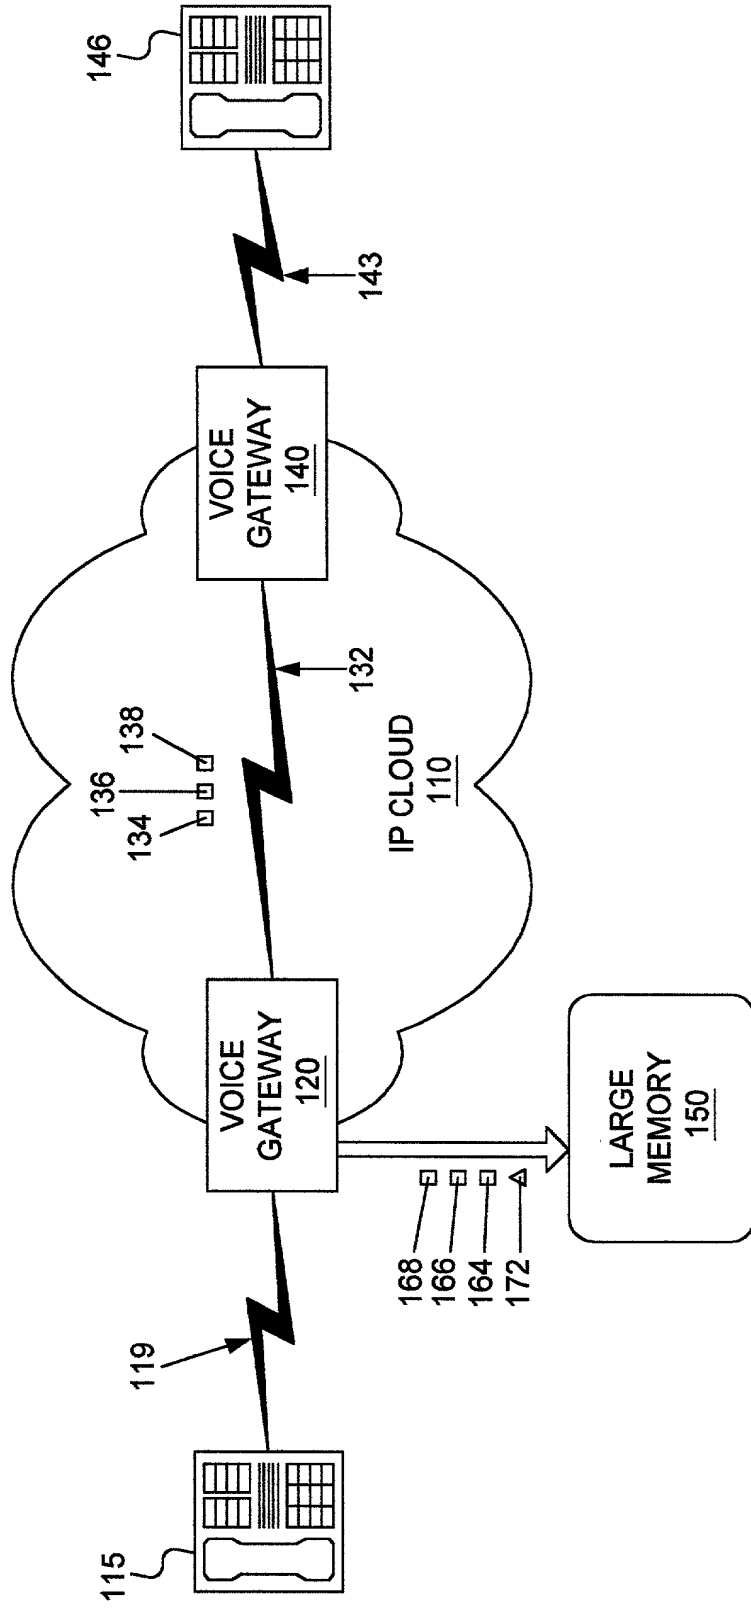 115
119
VOICE
GATEWAY
120
134
136
138
132
VOICE
GATEWAY
140
143
146
IP CLOUD
110
168
166
164
172
LARGE
MEMORY
150